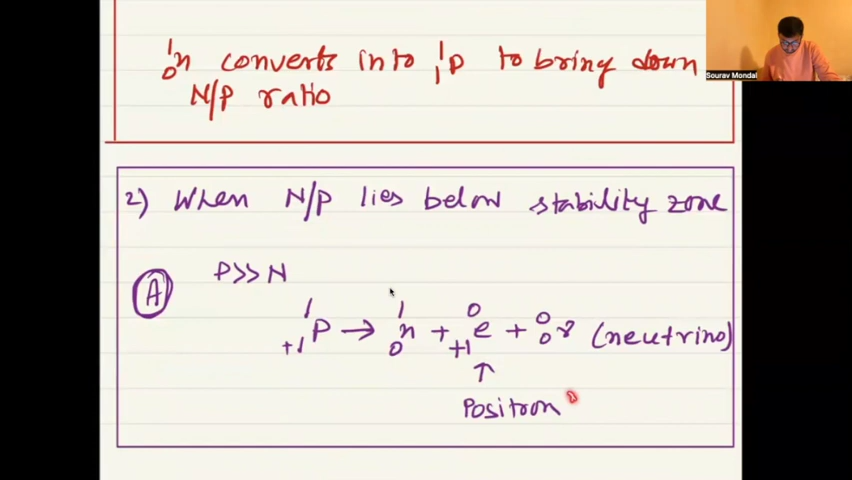 Sourav Mondal
¹₀n converts into ¹₁P to bring down
N/P ratio
2) When N/P lies below stability zone
A P>>N
¹₊₁P → ¹₀n + ⁰₊₁e + ⁰₀γ (neutrino)
↑
Positron